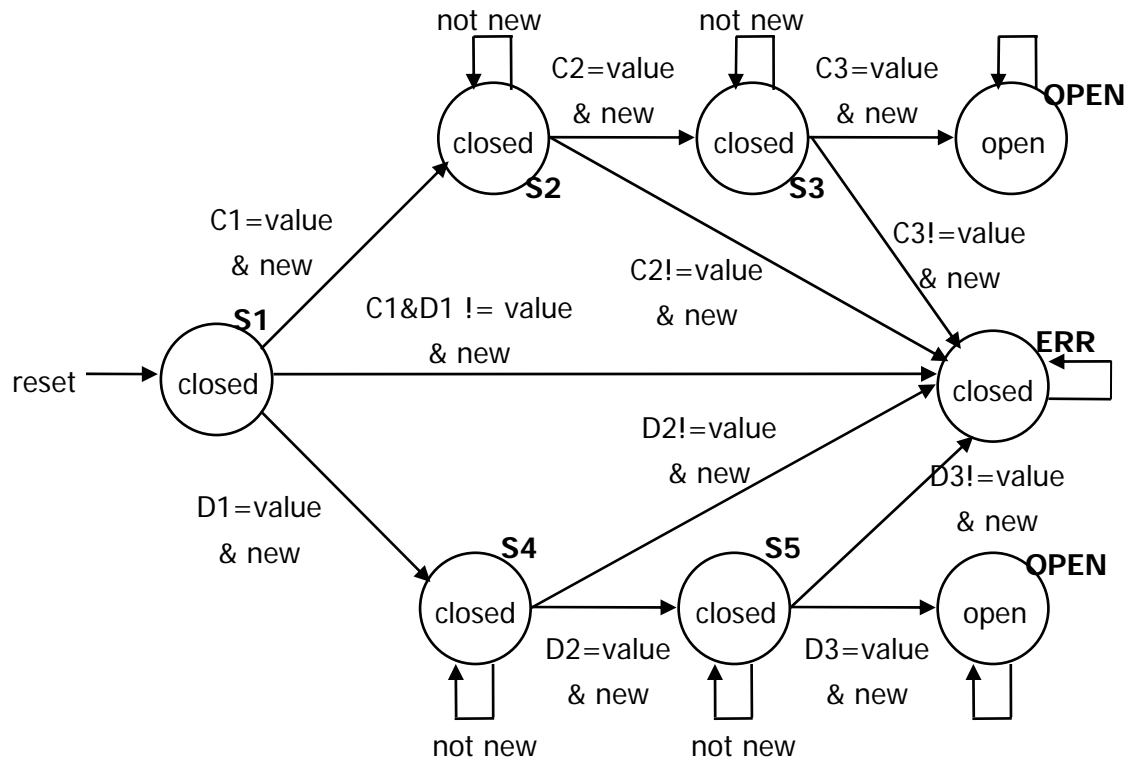 not new
not new
C2=value
& new
C3=value
& new
OPEN
closed
closed
open
S2
S3
C1=value
& new
C2!=value
& new
C3!=value
& new
C1&D1 != value
& new
S1
ERR
reset
closed
closed
D2!=value
& new
D1=value
& new
D3!=value
& new
S4
S5
OPEN
closed
closed
open
D2=value
& new
D3=value
& new
not new
not new